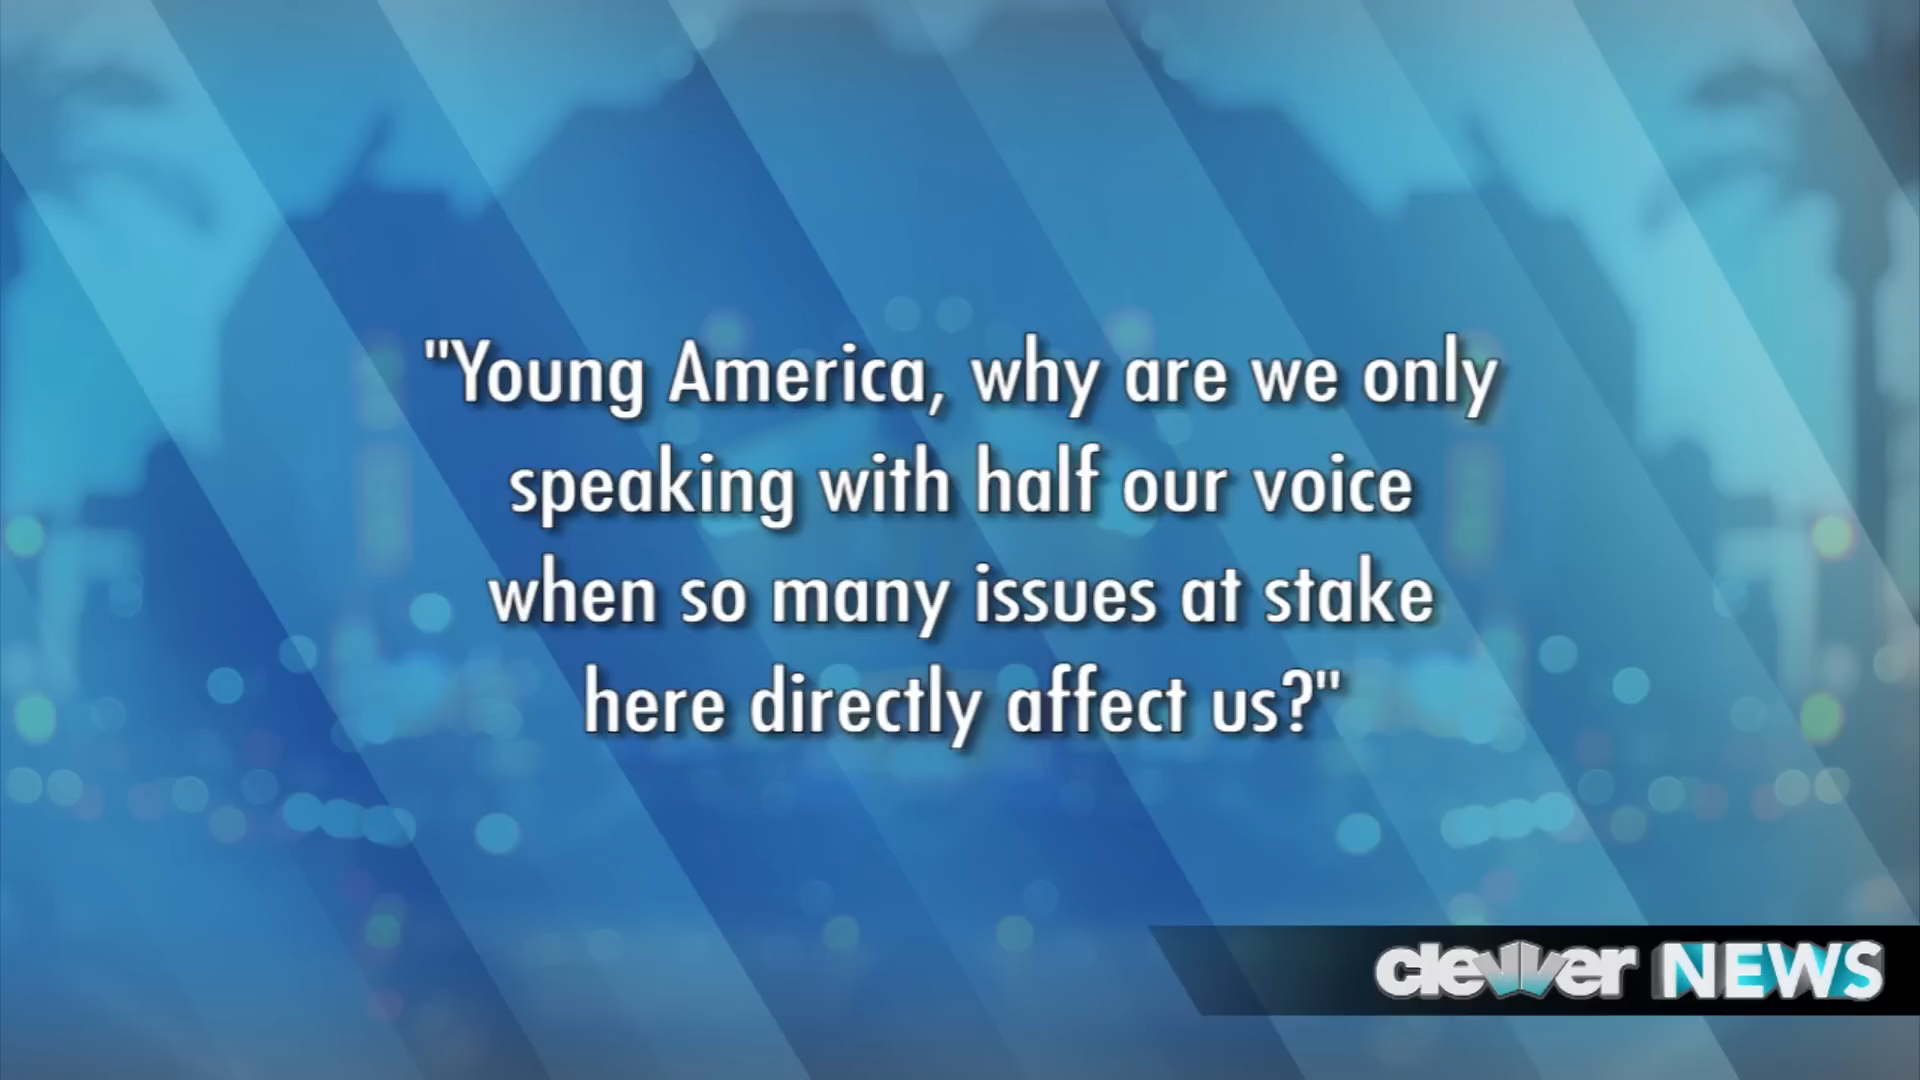 "Young America, why are we only
speaking with half our voice
when so many issues at stake
here directly affect us?"
clevver NEWS